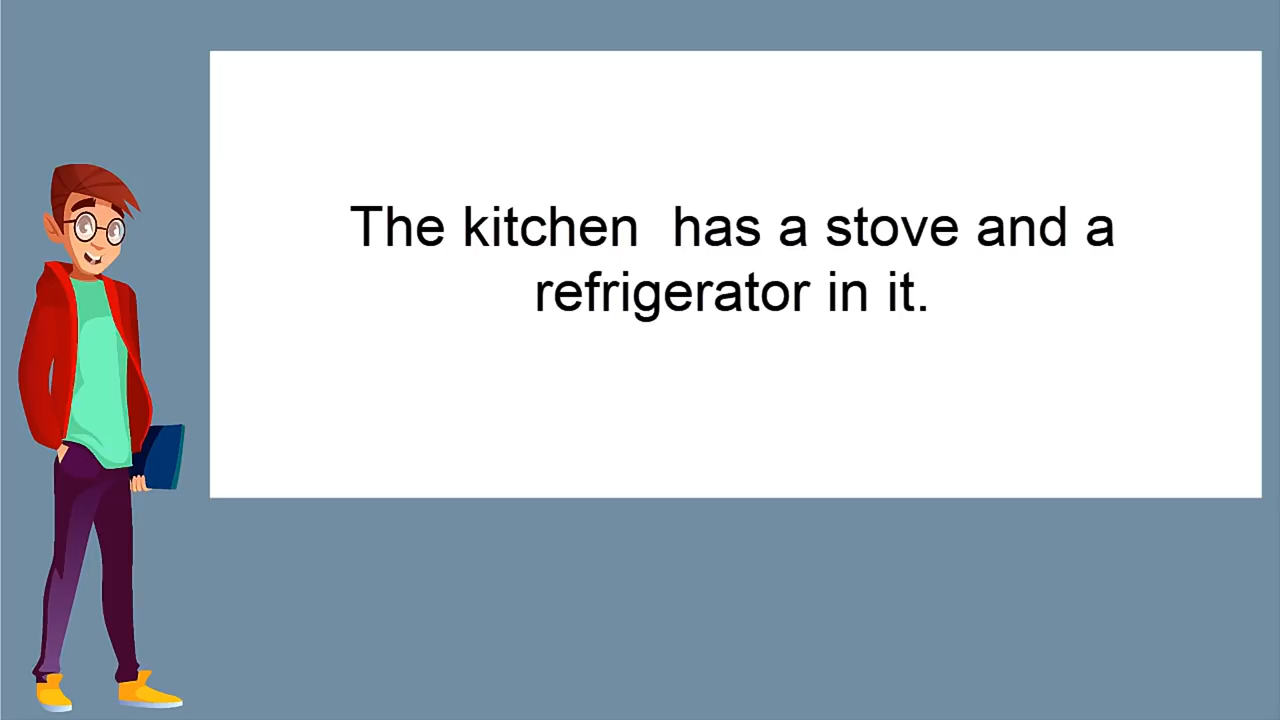 The kitchen  has a stove and a
refrigerator in it.